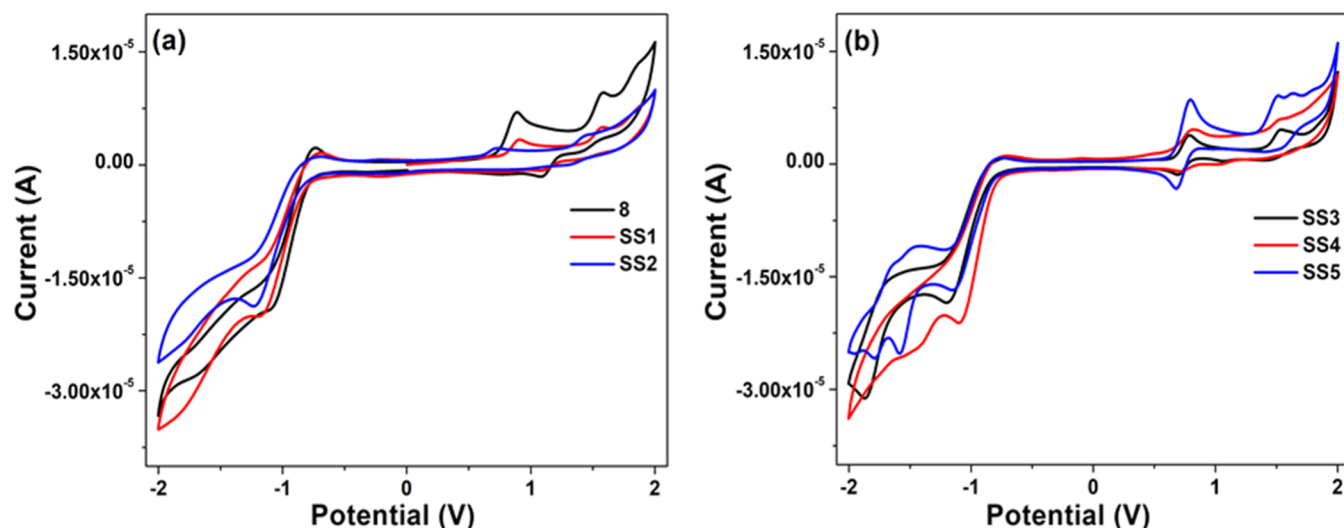 (a)
1.50x10⁻⁵
0.00
-1.50x10⁻⁵
-3.00x10⁻⁵
Current (A)
8
SS1
SS2
-2 -1 0 1 2
Potential (V)
(b)
1.50x10⁻⁵
0.00
-1.50x10⁻⁵
-3.00x10⁻⁵
Current (A)
SS3
SS4
SS5
-2 -1 0 1 2
Potential (V)